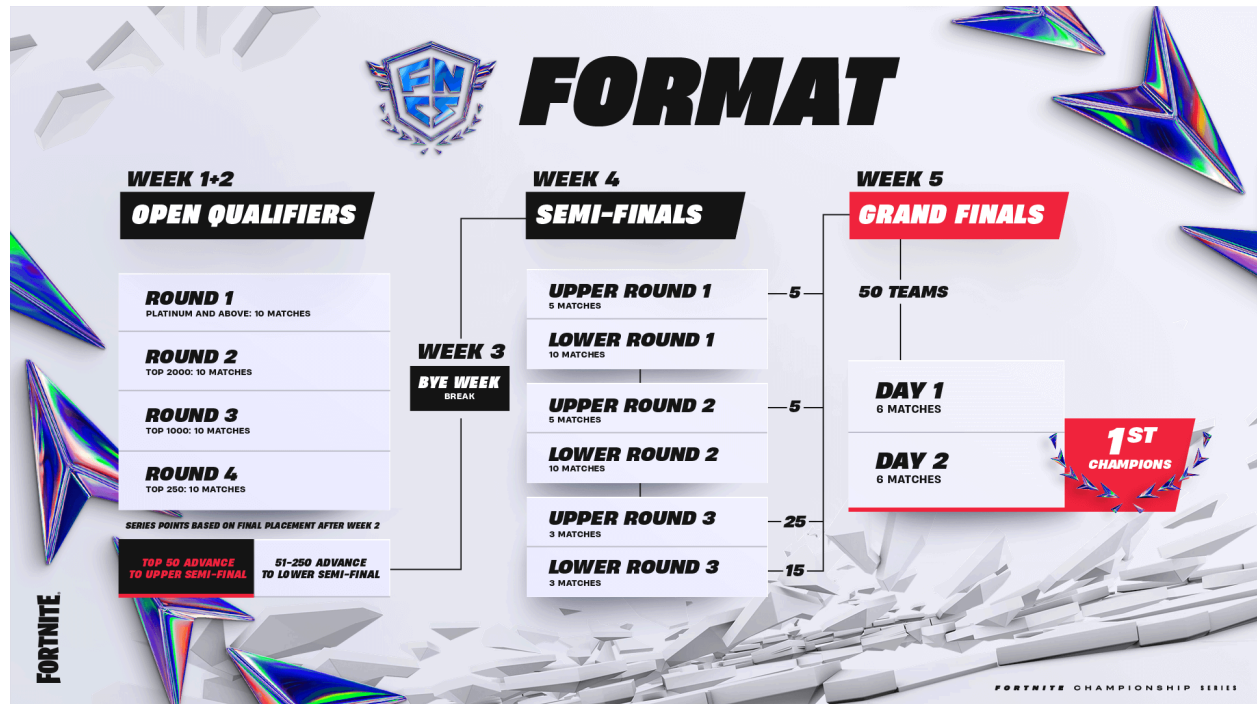 FNCS
FORMAT
WEEK 1+2
OPEN QUALIFIERS
ROUND 1
PLATINUM AND ABOVE: 10 MATCHES
ROUND 2
TOP 2000: 10 MATCHES
ROUND 3
TOP 1000: 10 MATCHES
ROUND 4
TOP 250: 10 MATCHES
SERIES POINTS BASED ON FINAL PLACEMENT AFTER WEEK 2
TOP 50 ADVANCE
TO UPPER SEMI-FINAL
51-250 ADVANCE
TO LOWER SEMI-FINAL
WEEK 3
BYE WEEK
BREAK
WEEK 4
SEMI-FINALS
UPPER ROUND 1
5 MATCHES
5
LOWER ROUND 1
10 MATCHES
UPPER ROUND 2
5 MATCHES
5
LOWER ROUND 2
10 MATCHES
UPPER ROUND 3
3 MATCHES
25
LOWER ROUND 3
3 MATCHES
15
WEEK 5
GRAND FINALS
50 TEAMS
DAY 1
6 MATCHES
DAY 2
6 MATCHES
1ST
CHAMPIONS
FORTNITE
FORTNITE CHAMPIONSHIP SERIES